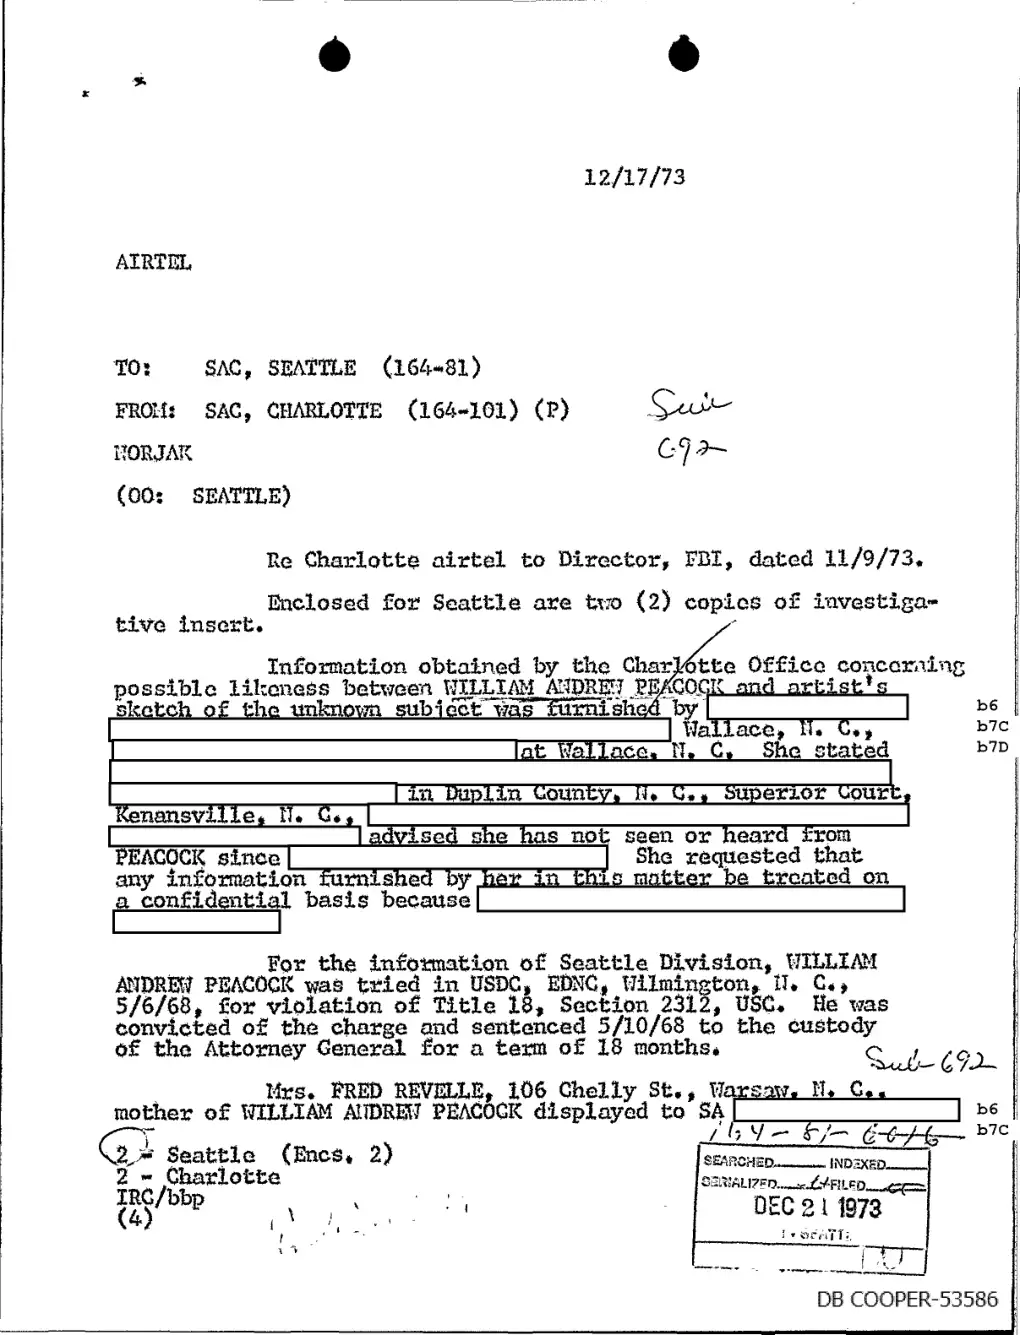 12/17/73
AIRTEL
TO: SAC, SEATTLE (164-81)
FROM: SAC, CHARLOTTE (164-101) (P)
NORJAK
(OO: SEATTLE)
Sub
692
Re Charlotte airtel to Director, FBI, dated 11/9/73.
Enclosed for Seattle are two (2) copies of investiga-
tive insert.
Information obtained by the Charlotte Office concerning
possible likeness between WILLIAM ANDREW PEACOCK and artist's
sketch of the unknown subject was furnished by
Wallace, N. C.,
at Wallace, N. C. She stated
in Duplin County, N. C., Superior Court,
Kenansville, N. C.,
advised she has not seen or heard from
PEACOCK since She requested that
any information furnished by her in this matter be treated on
a confidential basis because
b6
b7C
b7D
For the information of Seattle Division, WILLIAM
ANDREW PEACOCK was tried in USDC, EDNC, Wilmington, N. C.,
5/6/68, for violation of Title 18, Section 2312, USC. He was
convicted of the charge and sentenced 5/10/68 to the custody
of the Attorney General for a term of 18 months.
Sub 692
Mrs. FRED REVELLE, 106 Chelly St., Warsaw, N. C.,
mother of WILLIAM ANDREW PEACOCK displayed to SA
b6
b7C
2 - Seattle (Encs. 2)
2 - Charlotte
IRC/bbp
(4)
164-81-
SEARCHED INDEXED
SERIALIZED FILED
DEC 21 1973
DB COOPER-53586